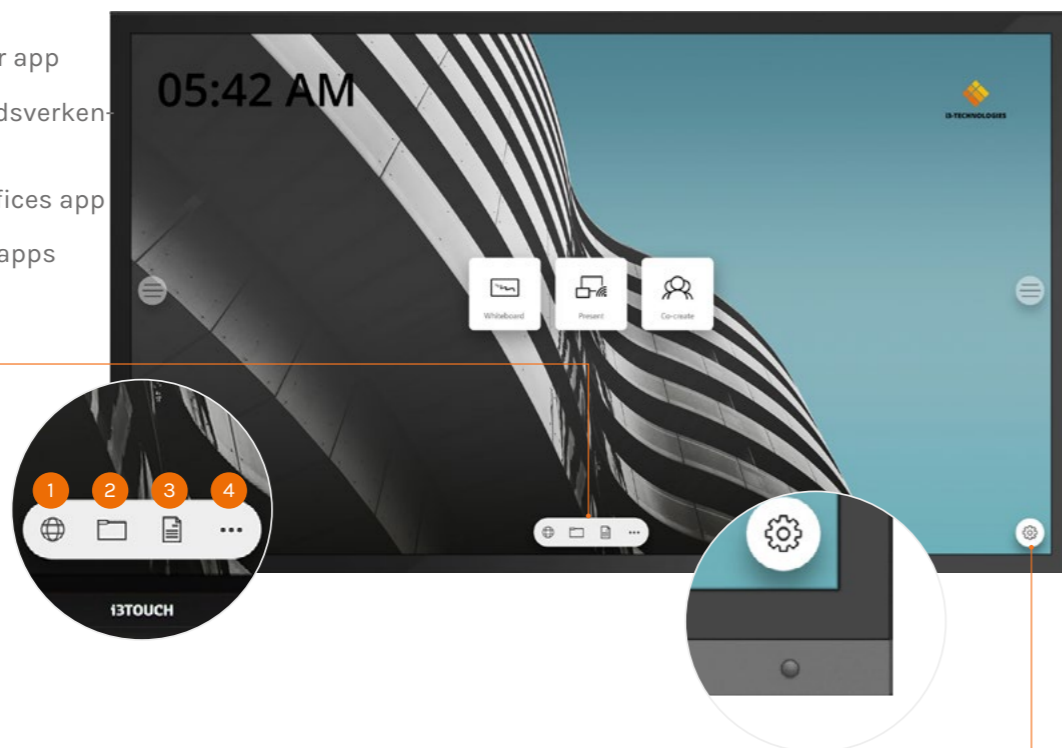 r app
dsverken-
fices app
apps
05:42 AM
i3-TECHNOLOGIES
Whiteboard
Present
Co-create
1
2
3
4
i3TOUCH